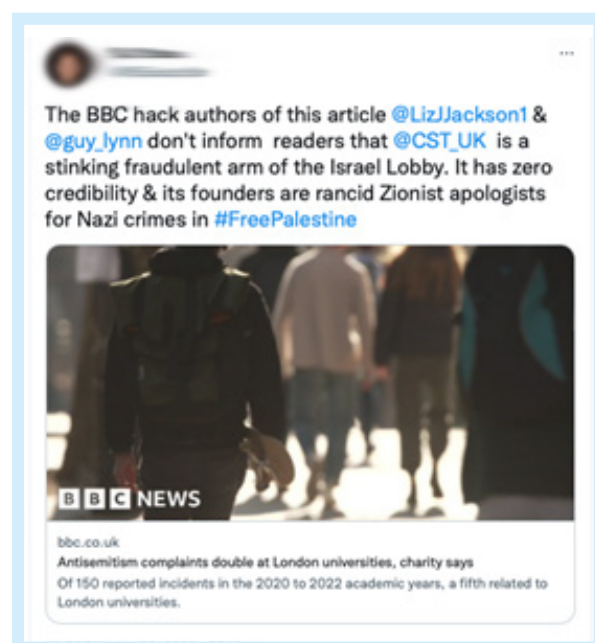 The BBC hack authors of this article @LizJJackson1 &
@guy_lynn don't inform readers that @CST_UK is a
stinking fraudulent arm of the Israel Lobby. It has zero
credibility & its founders are rancid Zionist apologists
for Nazi crimes in #FreePalestine
BBC NEWS
bbc.co.uk
Antisemitism complaints double at London universities, charity says
Of 150 reported incidents in the 2020 to 2022 academic years, a fifth related to
London universities.